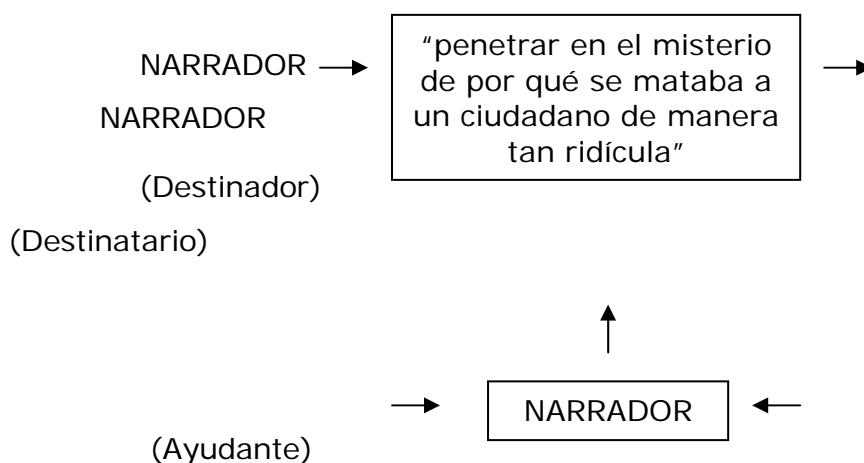 NARRADOR
"penetrar en el misterio
de por qué se mataba a
un ciudadano de manera
tan ridícula"
NARRADOR
(Destinador)
(Destinatario)
NARRADOR
(Ayudante)